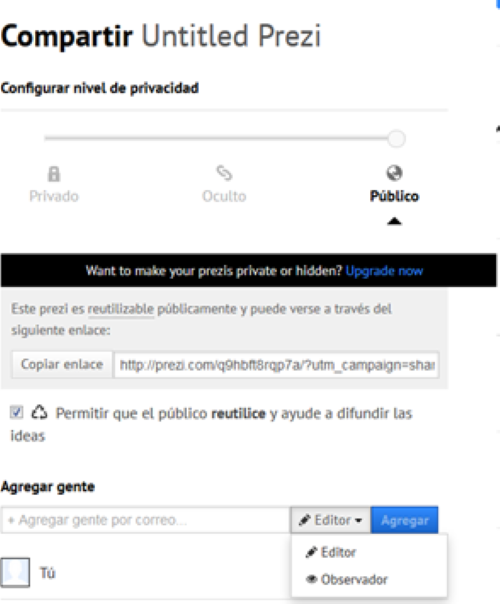 Compartir Untitled Prezi
Configurar nivel de privacidad
Privado Oculto Público
Want to make your prezis private or hidden? Upgrade now
Este prezi es reutilizable públicamente y puede verse a través del
siguiente enlace:
Copiar enlace http://prezi.com/q9hbft8rqp7a/?utm_campaign=shar
Permitir que el público reutilice y ayude a difundir las
ideas
Agregar gente
+ Agregar gente por correo... Editor Agregar
Editor
Tú
Observador